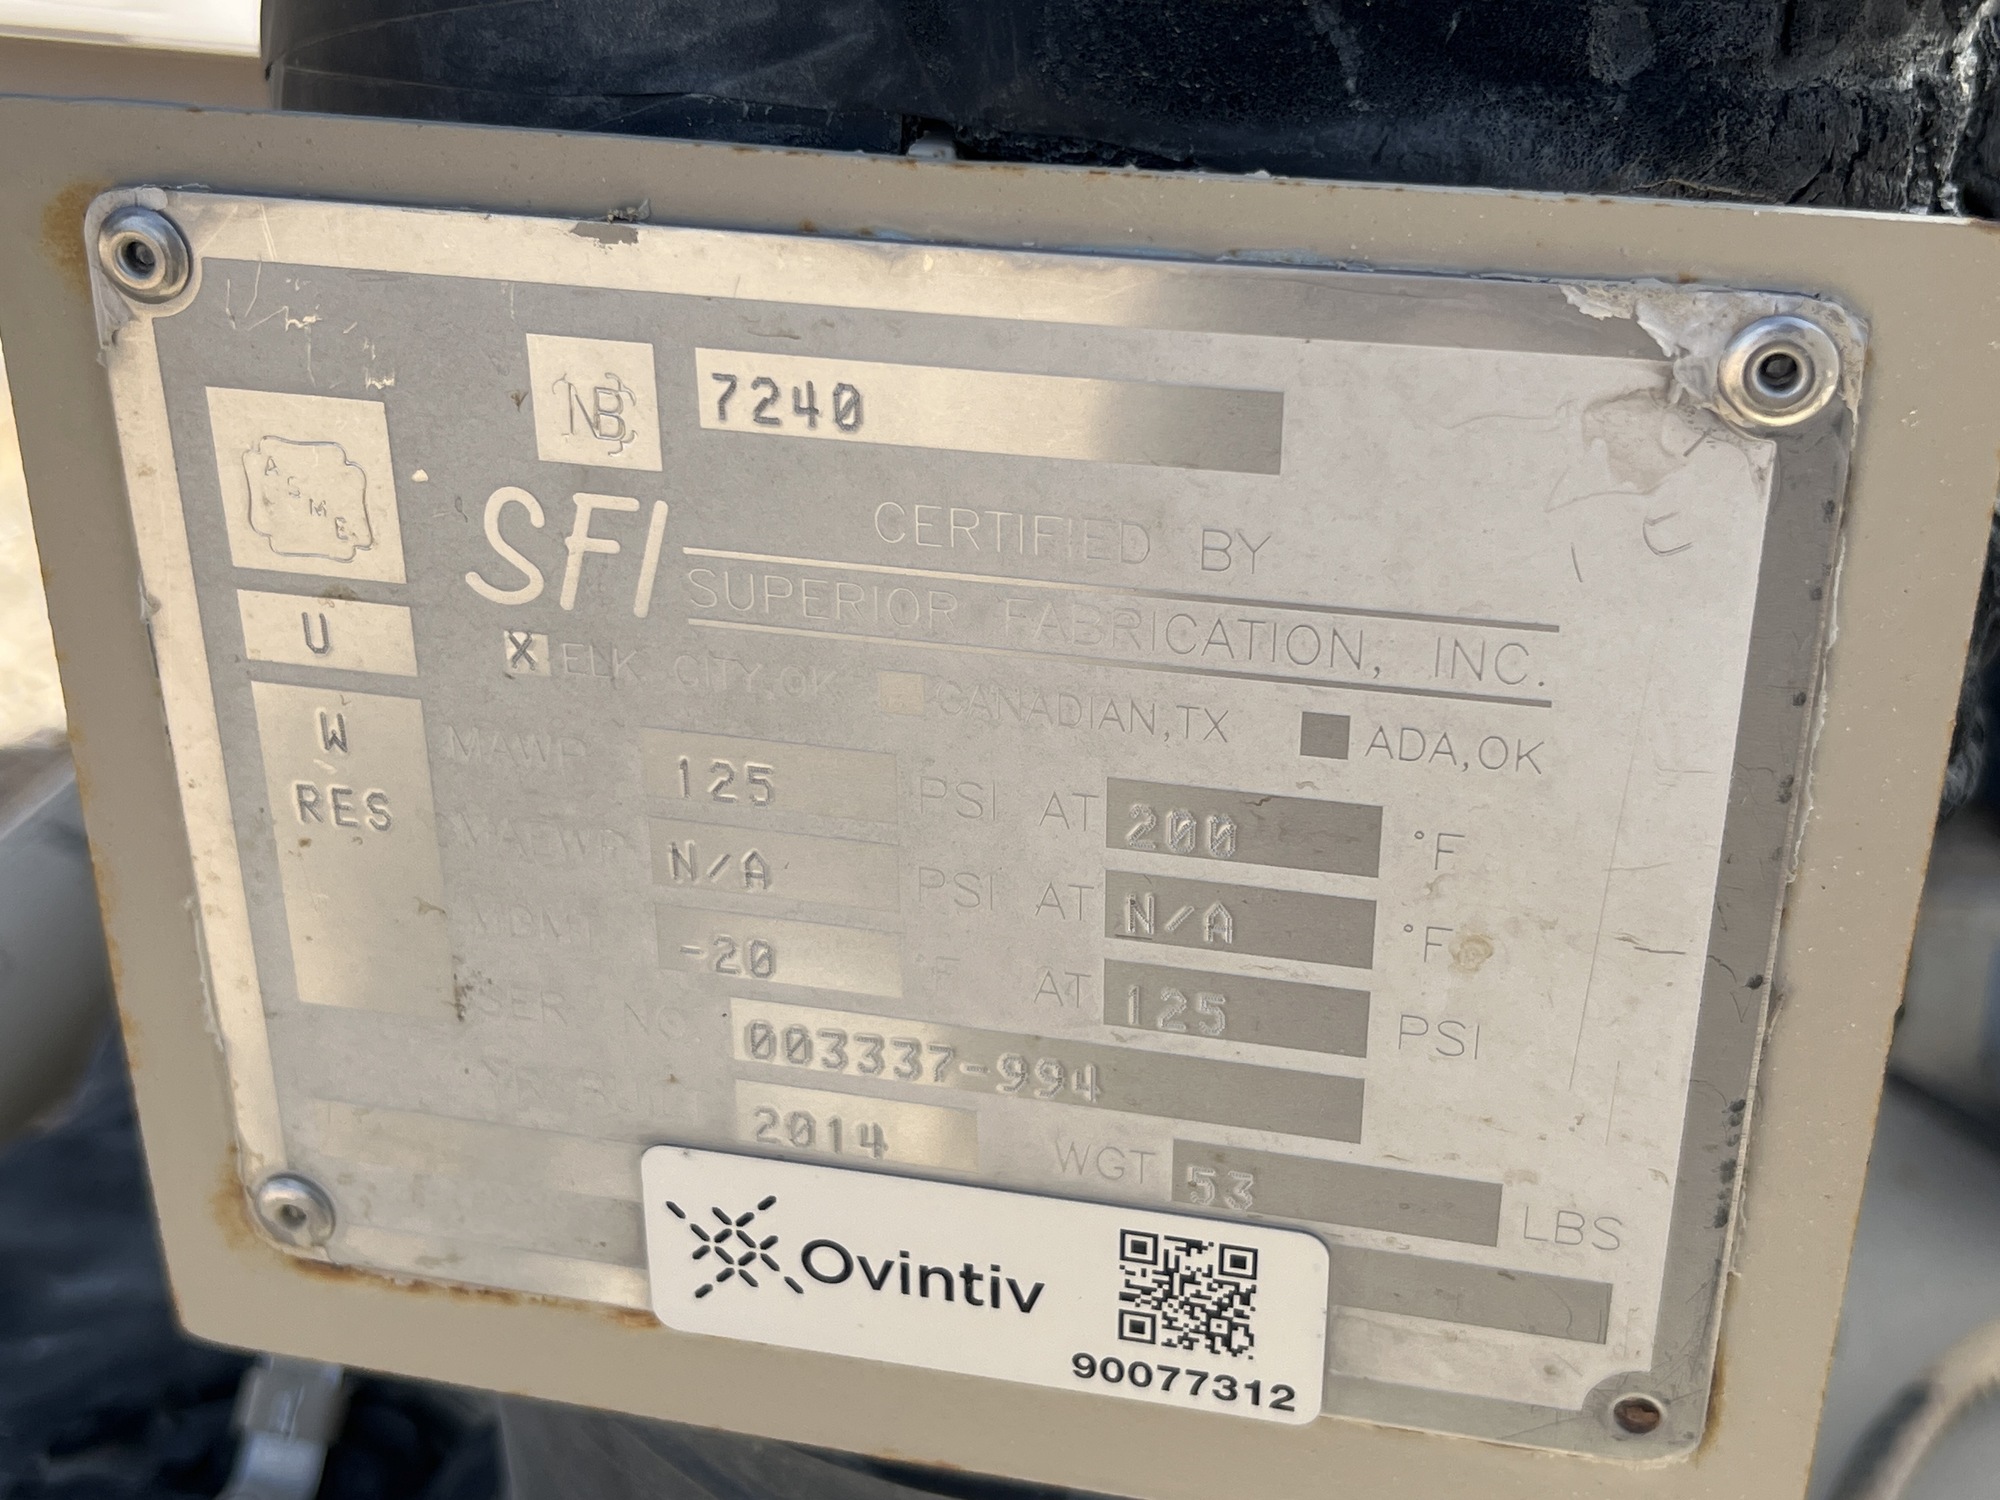 NB 7240
ASME
CERTIFIED BY
SFI SUPERIOR FABRICATION, INC.
U
X ELK CITY, OK CANADIAN, TX ADA, OK
W
RES
MAWP 125 PSI AT 200 °F
MAEWP N/A PSI AT N/A °F
MDMT -20 °F AT 125 PSI
SER NO 003337-994
YR BUILT 2014 WGT 53 LBS
Ovintiv
90077312